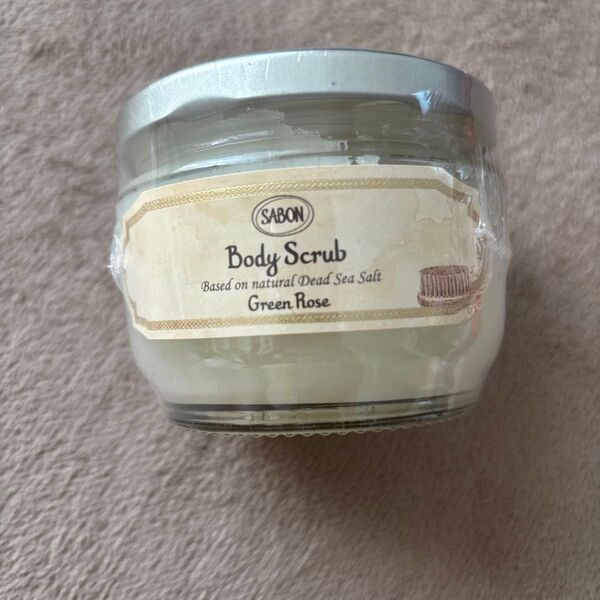 SABON
Body Scrub
Based on natural Dead Sea Salt
Green Rose